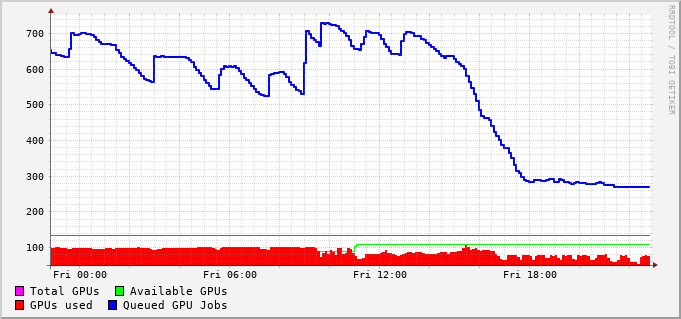 RRDTOOL / TOBI OETIKER
700
600
500
400
300
200
100
Fri 00:00 Fri 06:00 Fri 12:00 Fri 18:00
Total GPUs Available GPUs
GPUs used Queued GPU Jobs